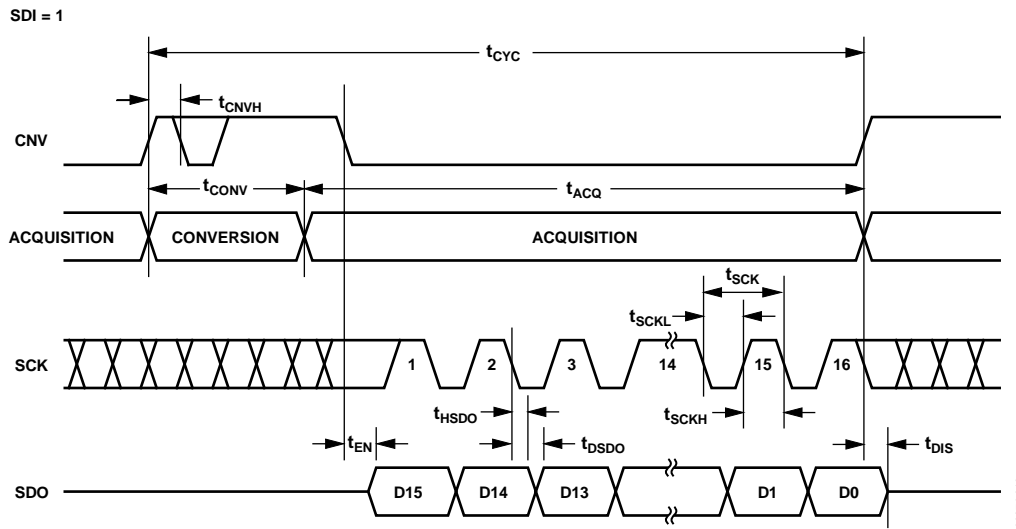 SDI = 1
tCYC
tCNVH
CNV
tCONV
tACQ
ACQUISITION CONVERSION ACQUISITION
tSCK
tSCKL
SCK 1 2 3 14 15 16
tHSDO
tSCKH
tEN
tDSDO
tDIS
SDO D15 D14 D13 D1 D0